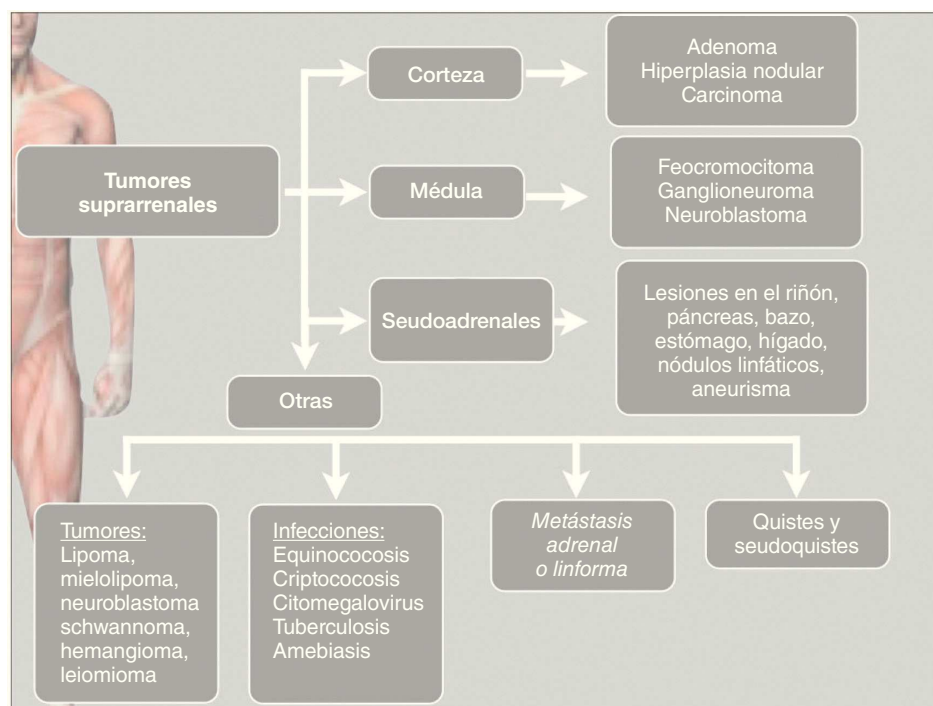 Tumores
suprarrenales
Corteza
Adenoma
Hiperplasia nodular
Carcinoma
Médula
Feocromocitoma
Ganglioneuroma
Neuroblastoma
Seudoadrenales
Lesiones en el riñón,
páncreas, bazo,
estómago, hígado,
nódulos linfáticos,
aneurisma
Otras
Tumores:
Lipoma,
mielolipoma,
neuroblastoma
schwannoma,
hemangioma,
leiomioma
Infecciones:
Equinococosis
Criptococosis
Citomegalovirus
Tuberculosis
Amebiasis
Metástasis
adrenal
o linforma
Quistes y
seudoquistes